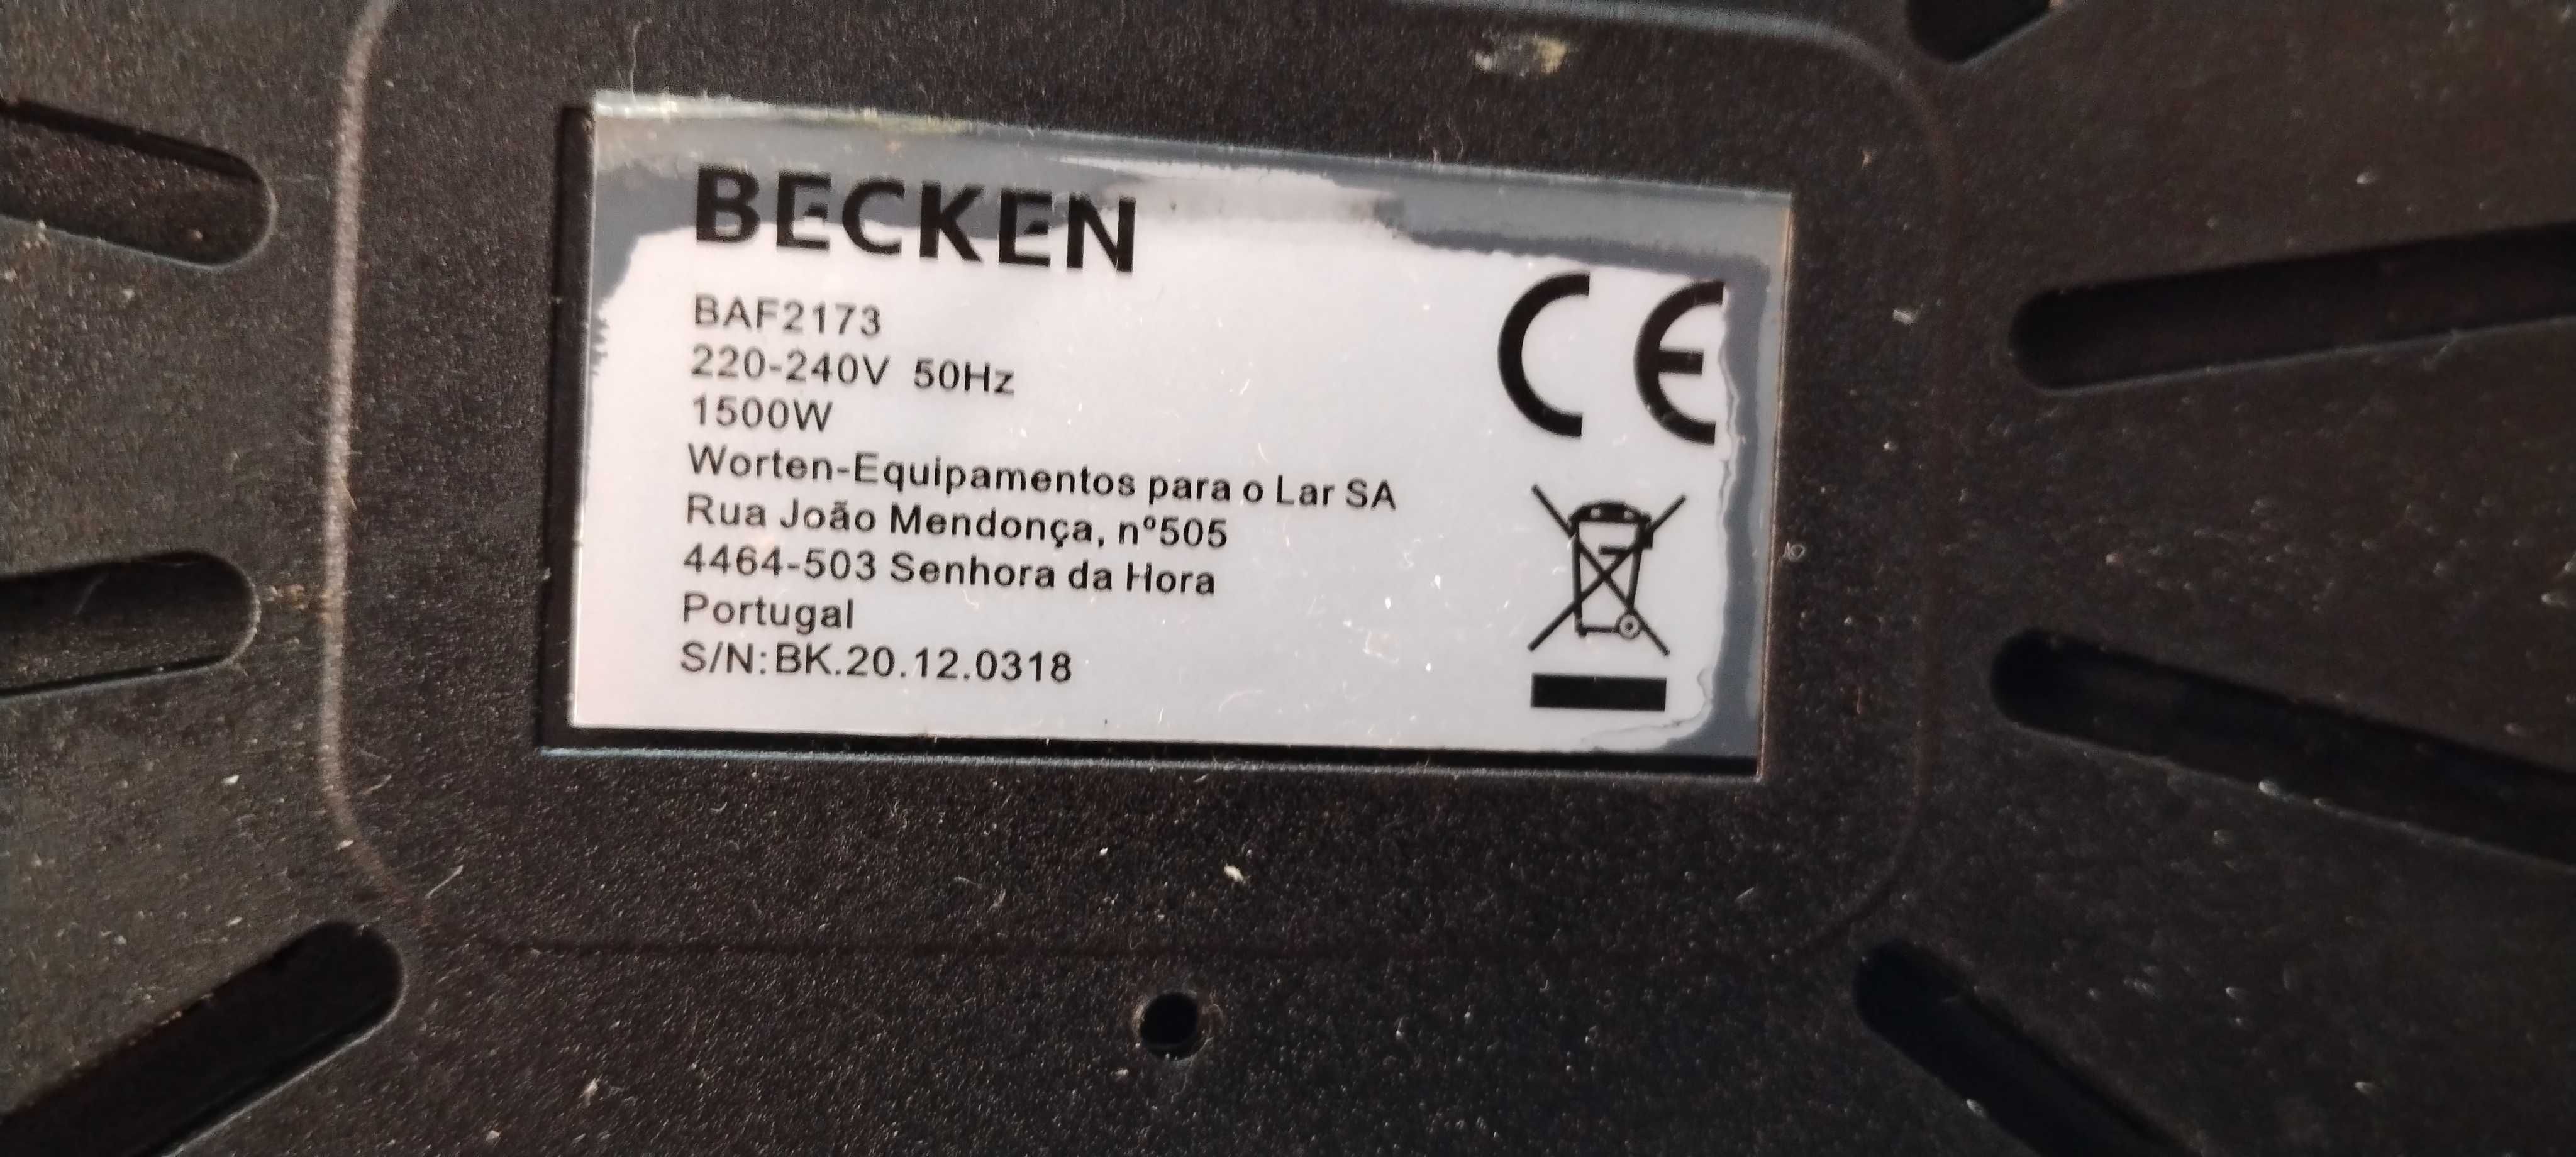 BECKEN
BAF2173
220-240V 50Hz
1500W
Worten-Equipamentos para o Lar SA
Rua João Mendonça, nº505
4464-503 Senhora da Hora
Portugal
S/N:BK.20.12.0318
CE